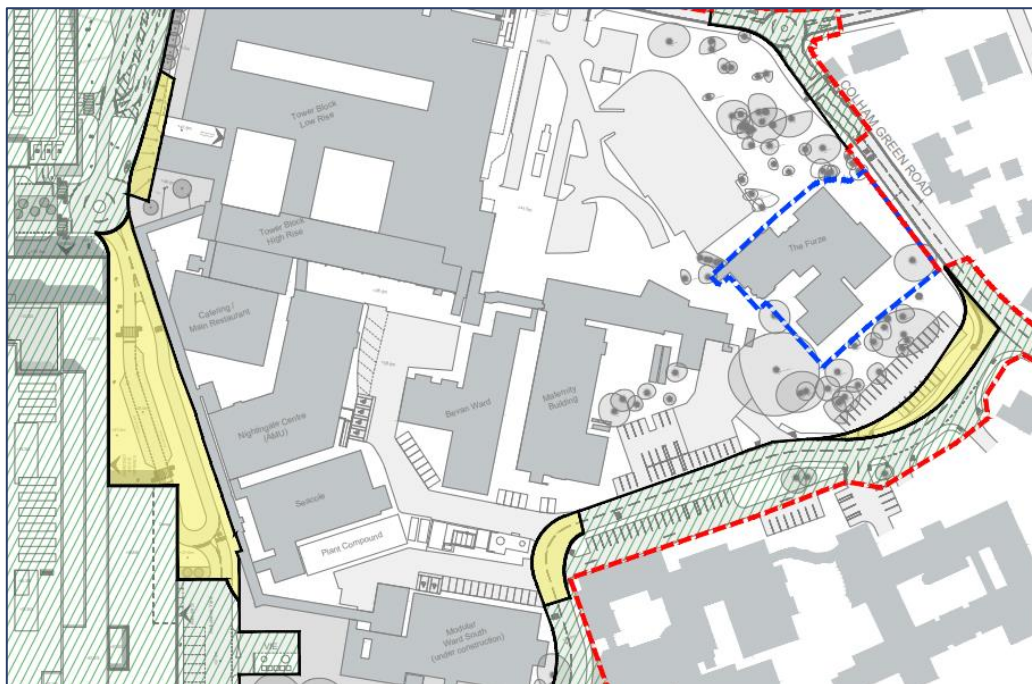 COLHAM GREEN ROAD
Tower Block
Low Rise
Tower Block
High Rise
The Furze
Catering /
Main Restaurant
Nightingale Centre
(AMU)
Bevan Ward
Maternity
Building
Seacole
Plant Compound
Modular
Ward South
(under construction)
VIE